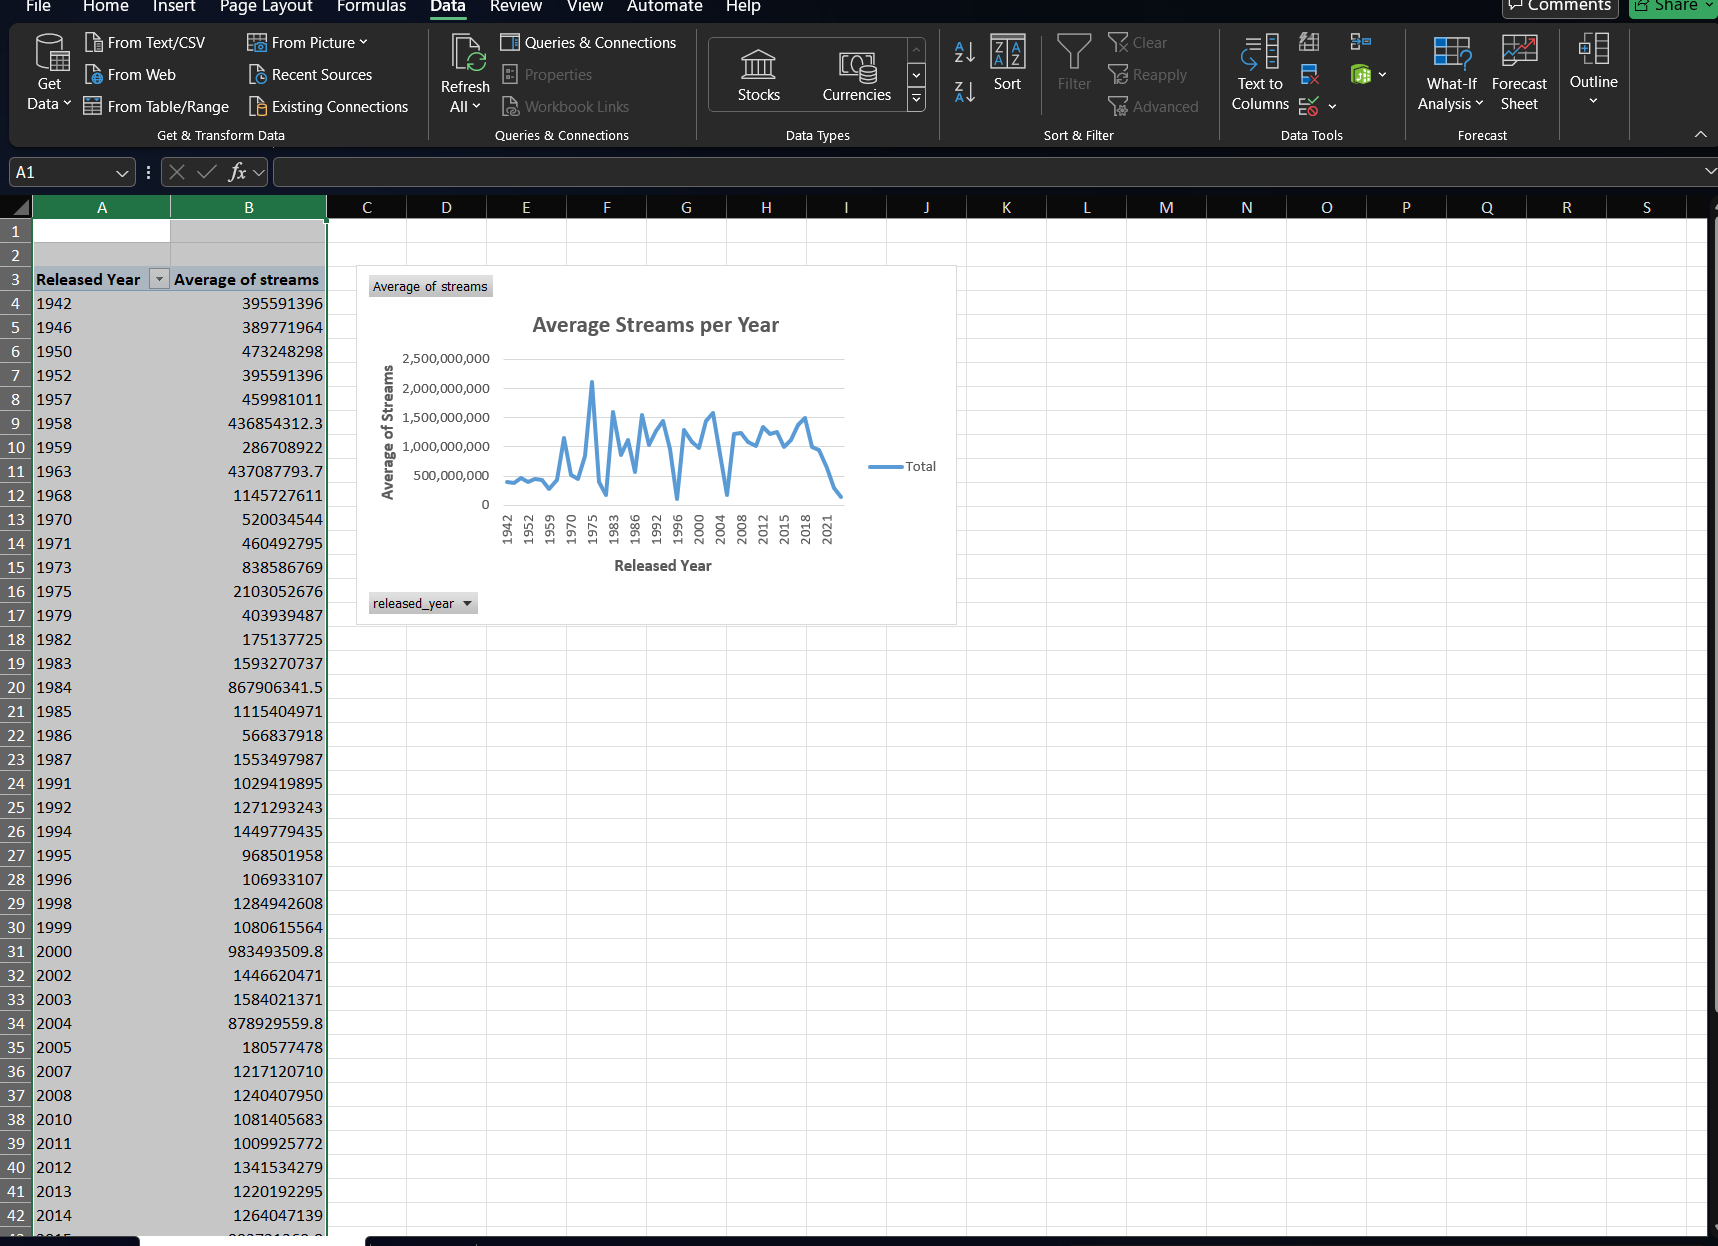 File Home Insert Page Layout Formulas Data Review View Automate Help Comments Share
Get Data
From Text/CSV
From Web
From Table/Range
From Picture
Recent Sources
Existing Connections
Get & Transform Data
Refresh All
Queries & Connections
Properties
Workbook Links
Queries & Connections
Stocks
Currencies
Data Types
Sort
Filter
Clear
Reapply
Advanced
Sort & Filter
Text to Columns
Data Tools
What-If Analysis
Forecast Sheet
Forecast
Outline
A1
fx
A B C D E F G H I J K L M N O P Q R S
1
2
3 Released Year Average of streams
4 1942 395591396
5 1946 389771964
6 1950 473248298
7 1952 395591396
8 1957 459981011
9 1958 436854312.3
10 1959 286708922
11 1963 437087793.7
12 1968 1145727611
13 1970 520034544
14 1971 460492795
15 1973 838586769
16 1975 2103052676
17 1979 403939487
18 1982 175137725
19 1983 1593270737
20 1984 867906341.5
21 1985 1115404971
22 1986 566837918
23 1987 1553497987
24 1991 1029419895
25 1992 1271293243
26 1994 1449779435
27 1995 968501958
28 1996 106933107
29 1998 1284942608
30 1999 1080615564
31 2000 983493509.8
32 2002 1446620471
33 2003 1584021371
34 2004 878929559.8
35 2005 180577478
36 2007 1217120710
37 2008 1240407950
38 2010 1081405683
39 2011 1009925772
40 2012 1341534279
41 2013 1220192295
42 2014 1264047139
Average of streams
Average Streams per Year
Average of Streams
2,500,000,000
2,000,000,000
1,500,000,000
1,000,000,000
500,000,000
0
1942 1952 1959 1970 1975 1983 1986 1992 1996 2000 2004 2008 2012 2015 2018 2021
Released Year
Total
released_year